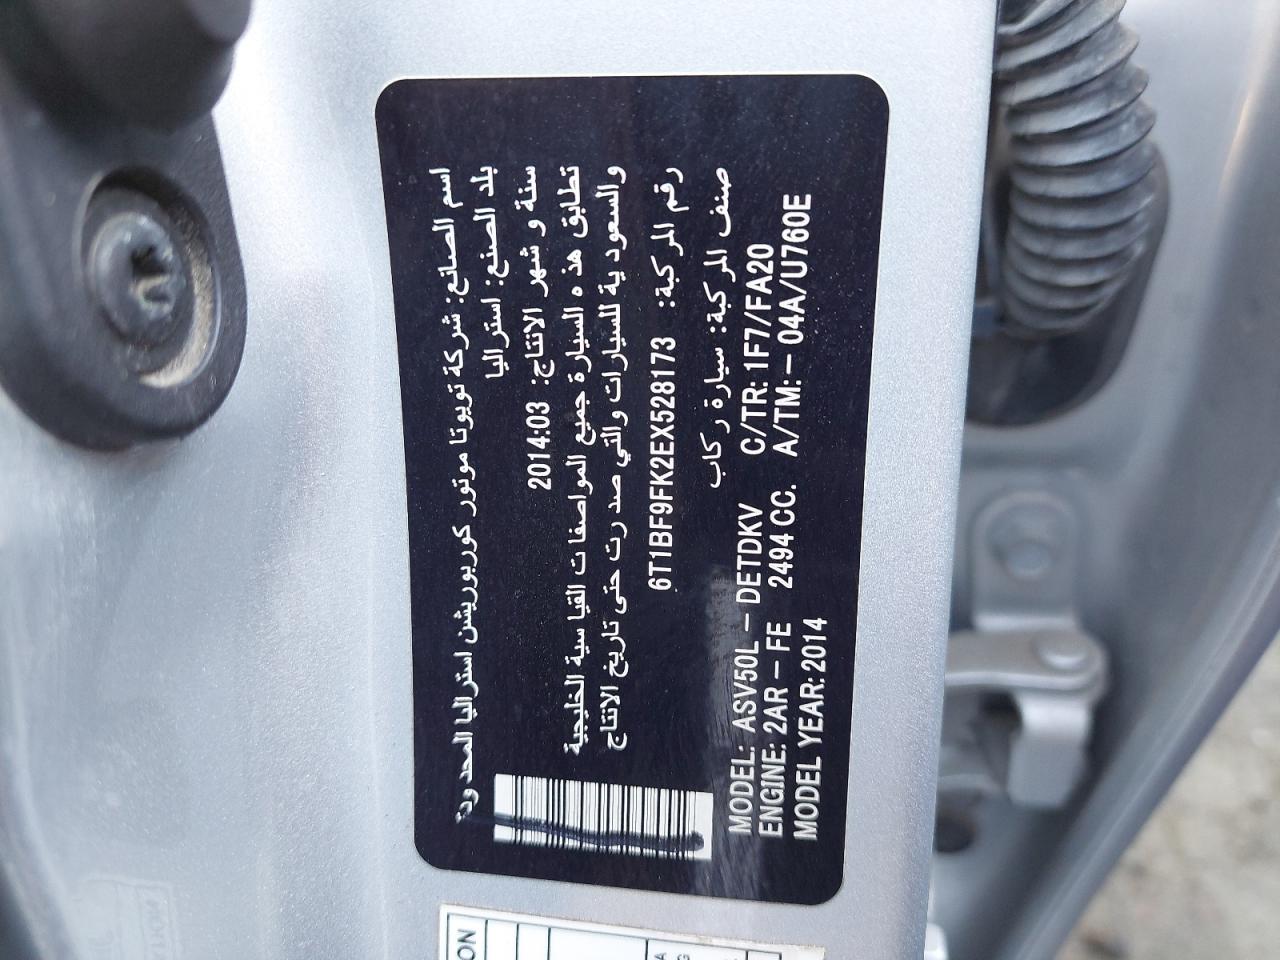 اسم الصانع: شركة تويوتا موتور كوربوريشن استراليا المحدودة
بلد الصنع: استراليا
سنة و شهر الانتاج: 2014:03
تطابق هذه السيارة جميع المواصفات القياسية الخليجية
والسعودية للسيارات والتي صدرت حتى تاريخ الانتاج
رقم المركبة: 6T1BF9FK2EX528173
صنف المركبة: سيارة ركاب
MODEL: ASV50L – DETDKV C/TR: 1F7/FA20
ENGINE: 2AR – FE 2494 CC. A/TM: – 04A/U760E
MODEL YEAR: 2014